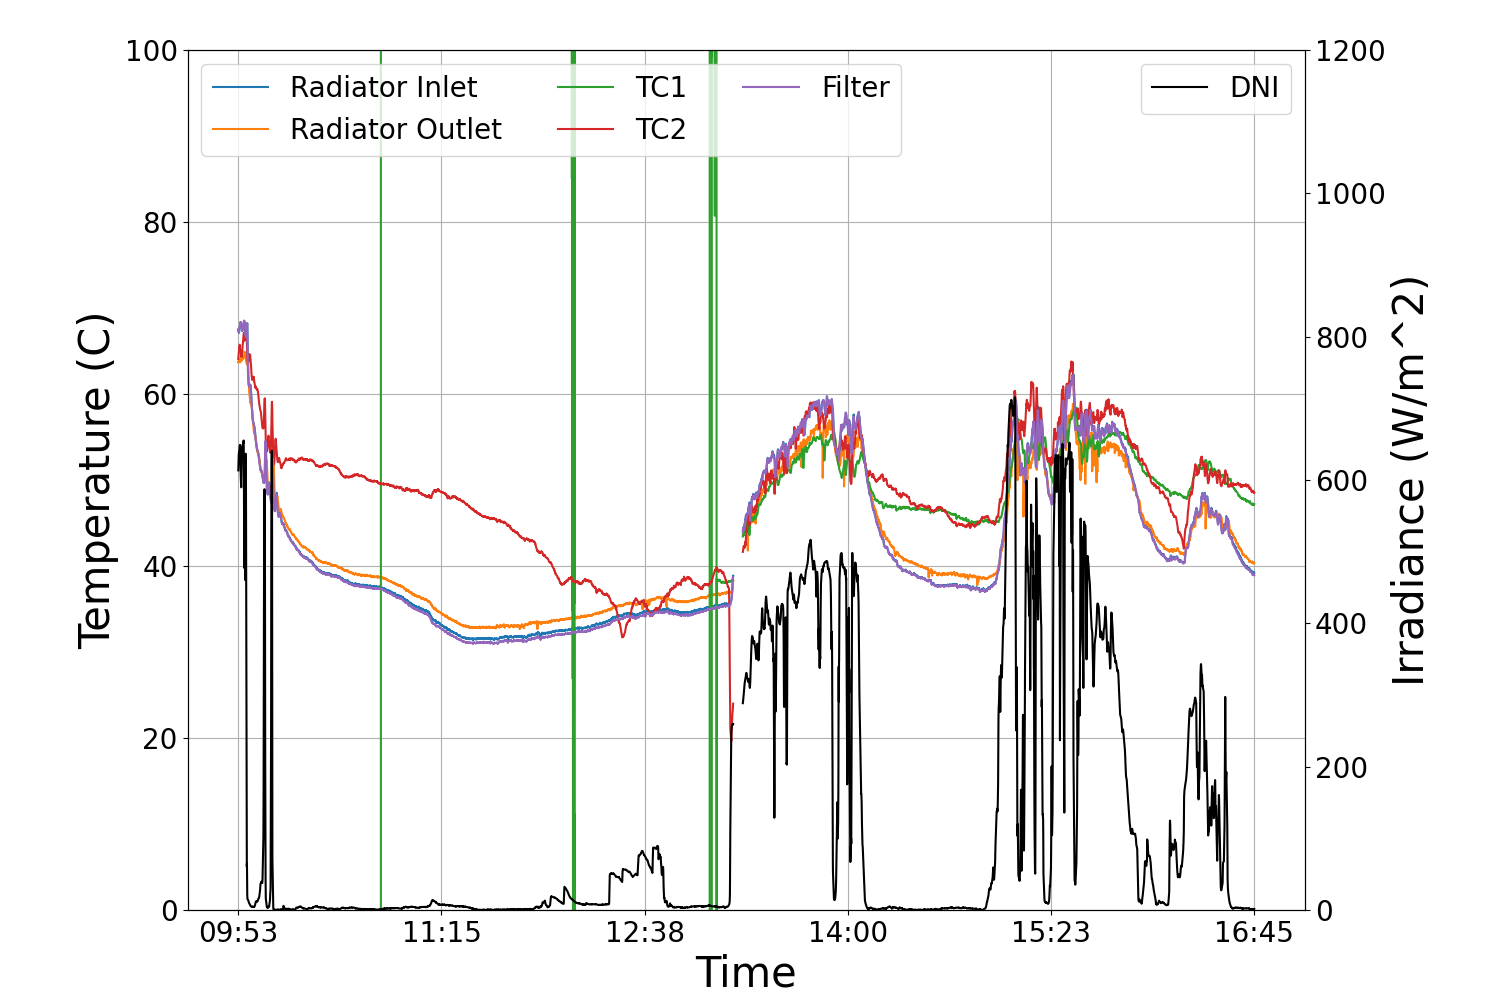 100
80
60
40
20
0
Temperature (C)
Radiator Inlet
Radiator Outlet
TC1
TC2
Filter
DNI
1200
1000
800
600
400
200
0
Irradiance (W/m^2)
09:53 11:15 12:38 14:00 15:23 16:45
Time